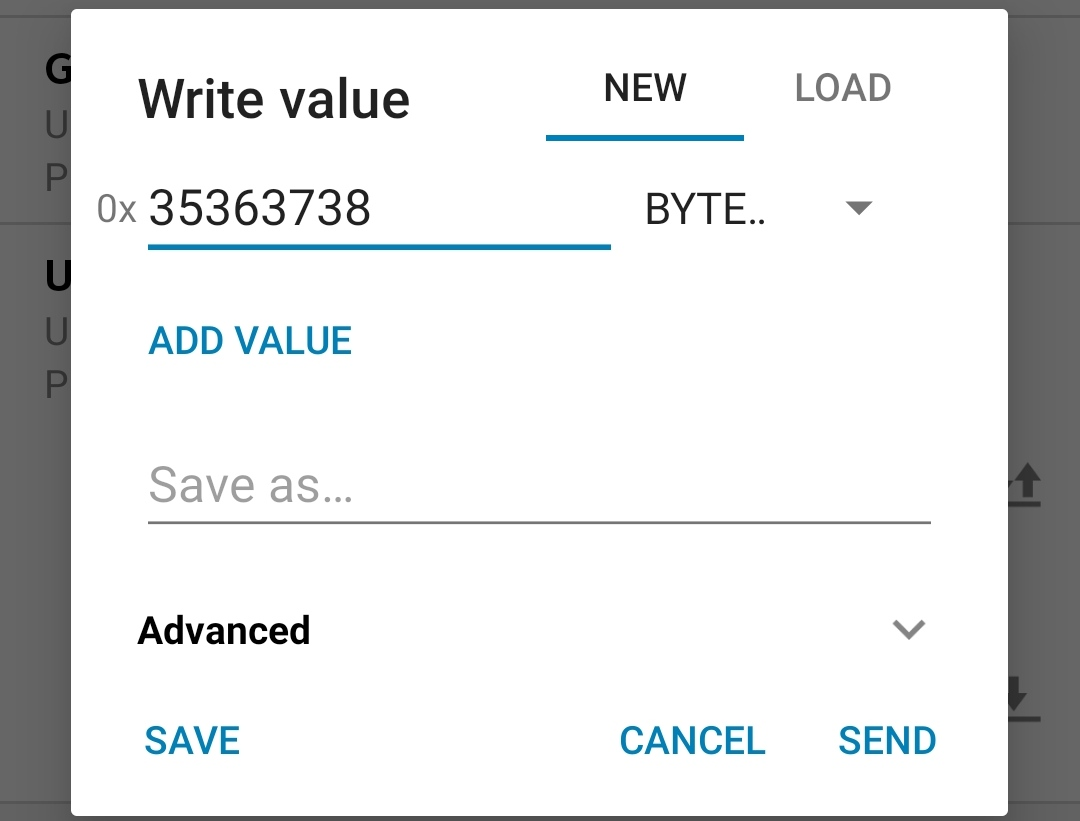 Write value
NEW
LOAD
0x 35363738
BYTE..
ADD VALUE
Save as...
Advanced
SAVE
CANCEL
SEND
G
U
P
U
U
P